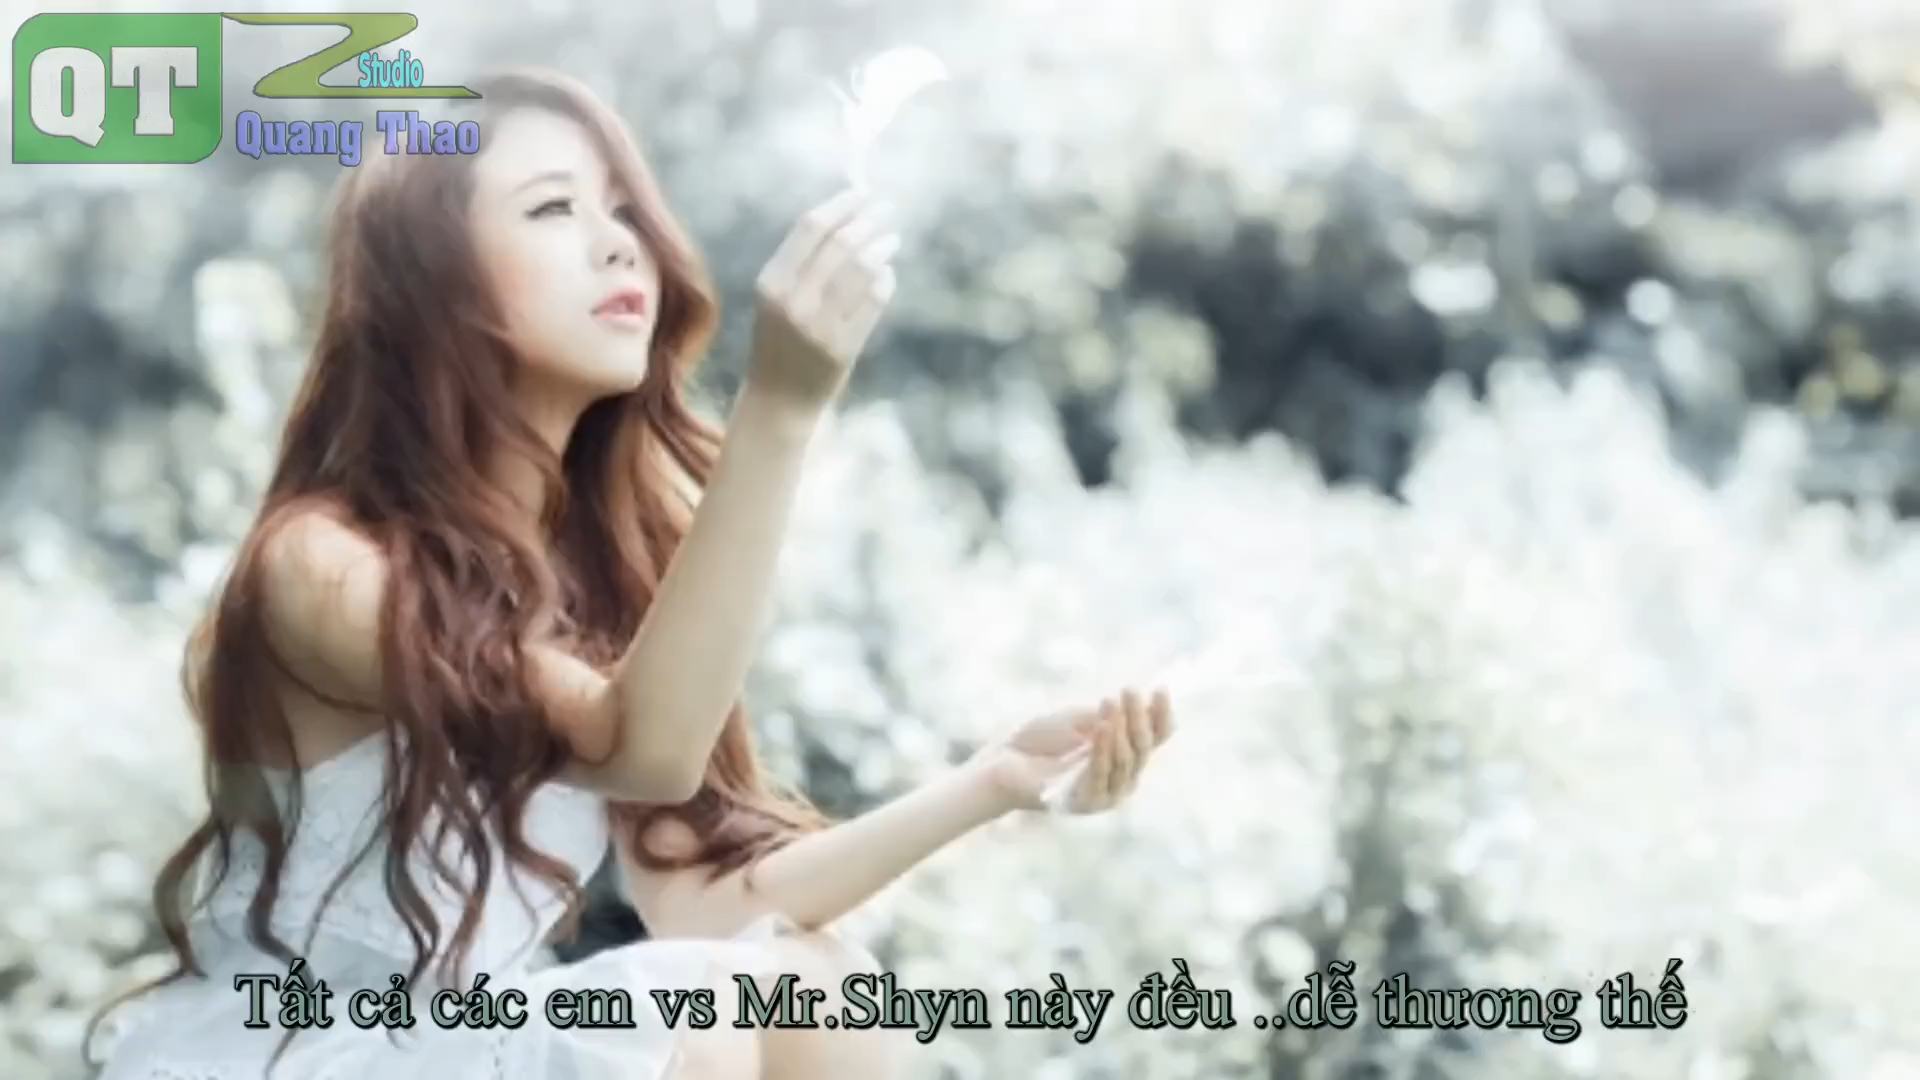 QT
Studio
Quang Thao
Tất cả các em vs Mr.Shyn này đều ..dễ thương thế